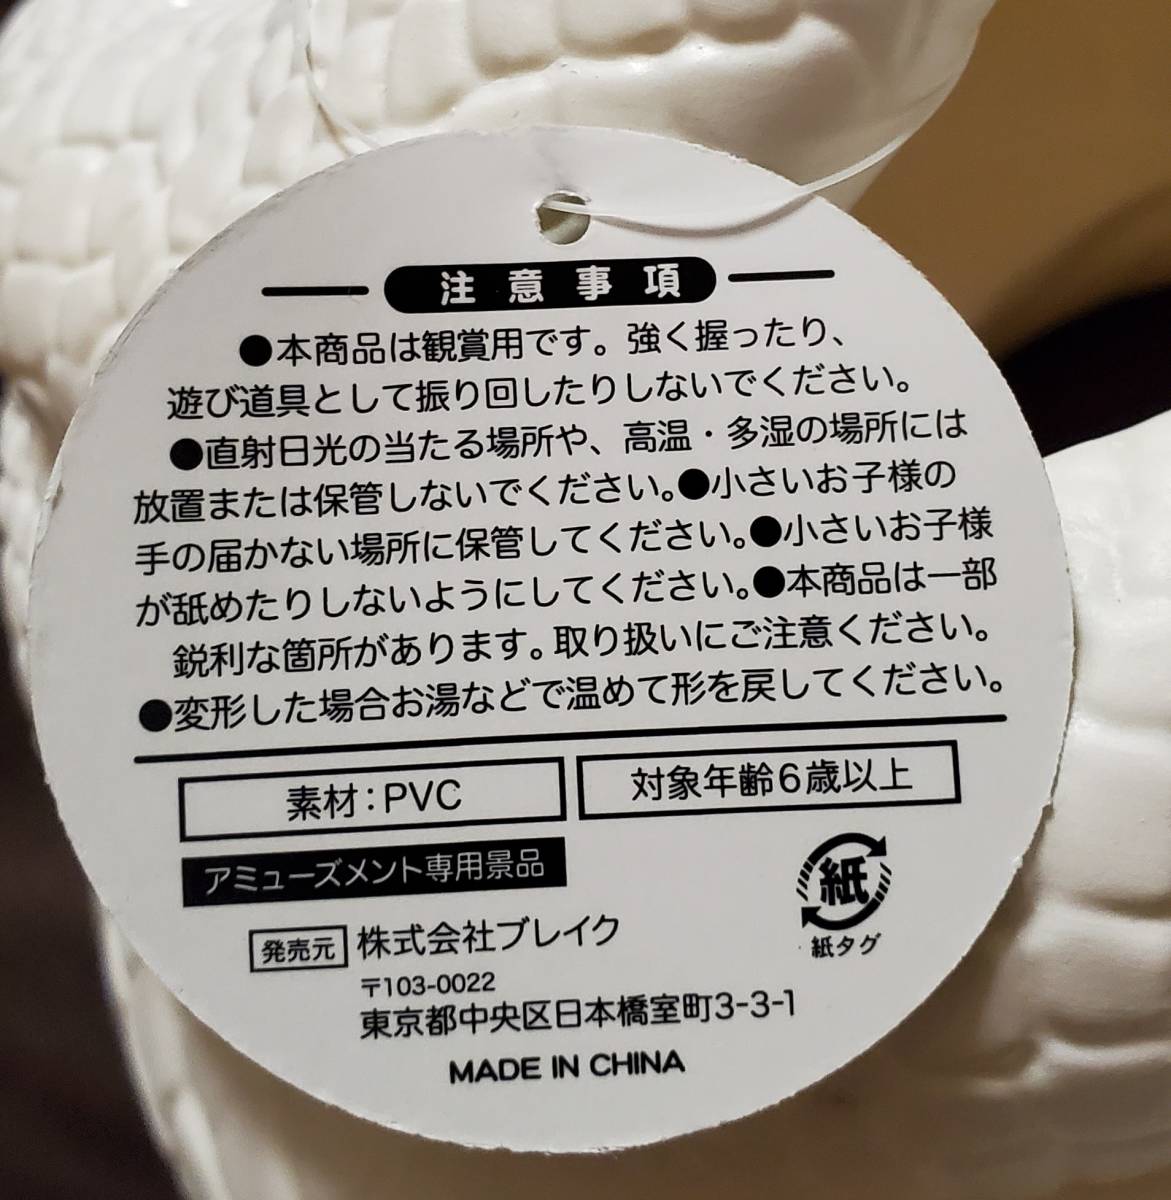 注意事項
●本商品は観賞用です。強く握ったり、
遊び道具として振り回したりしないでください。
●直射日光の当たる場所や、高温・多湿の場所には
放置または保管しないでください。●小さいお子様の
手の届かない場所に保管してください。●小さいお子様
が舐めたりしないようにしてください。●本商品は一部
鋭利な箇所があります。取り扱いにご注意ください。
●変形した場合お湯などで温めて形を戻してください。
素材：PVC
対象年齢6歳以上
アミューズメント専用景品
紙
紙タグ
発売元 株式会社ブレイク
〒103-0022
東京都中央区日本橋室町3-3-1
MADE IN CHINA